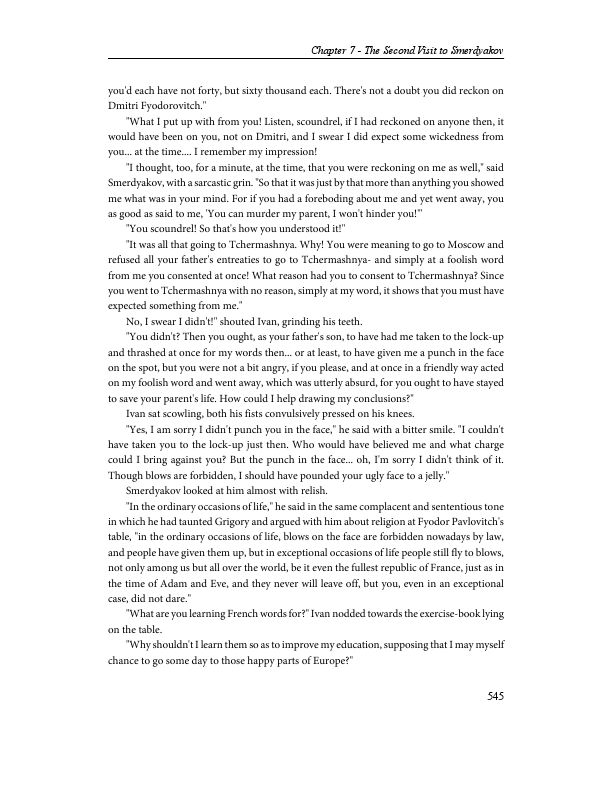 Chapter 7 - The Second Visit to Smerdyakov
you'd each have not forty, but sixty thousand each. There's not a doubt you did reckon on
Dmitri Fyodorovitch."
"What I put up with from you! Listen, scoundrel, if I had reckoned on anyone then, it
would have been on you, not on Dmitri, and I swear I did expect some wickedness from
you... at the time.... I remember my impression!
"I thought, too, for a minute, at the time, that you were reckoning on me as well," said
Smerdyakov, with a sarcastic grin. "So that it was just by that more than anything you showed
me what was in your mind. For if you had a foreboding about me and yet went away, you
as good as said to me, 'You can murder my parent, I won't hinder you!'"
"You scoundrel! So that's how you understood it!"
"It was all that going to Tchermashnya. Why! You were meaning to go to Moscow and
refused all your father's entreaties to go to Tchermashnya- and simply at a foolish word
from me you consented at once! What reason had you to consent to Tchermashnya? Since
you went to Tchermashnya with no reason, simply at my word, it shows that you must have
expected something from me."
No, I swear I didn't!" shouted Ivan, grinding his teeth.
"You didn't? Then you ought, as your father's son, to have had me taken to the lock-up
and thrashed at once for my words then... or at least, to have given me a punch in the face
on the spot, but you were not a bit angry, if you please, and at once in a friendly way acted
on my foolish word and went away, which was utterly absurd, for you ought to have stayed
to save your parent's life. How could I help drawing my conclusions?"
Ivan sat scowling, both his fists convulsively pressed on his knees.
"Yes, I am sorry I didn't punch you in the face," he said with a bitter smile. "I couldn't
have taken you to the lock-up just then. Who would have believed me and what charge
could I bring against you? But the punch in the face... oh, I'm sorry I didn't think of it.
Though blows are forbidden, I should have pounded your ugly face to a jelly."
Smerdyakov looked at him almost with relish.
"In the ordinary occasions of life," he said in the same complacent and sententious tone
in which he had taunted Grigory and argued with him about religion at Fyodor Pavlovitch's
table, "in the ordinary occasions of life, blows on the face are forbidden nowadays by law,
and people have given them up, but in exceptional occasions of life people still fly to blows,
not only among us but all over the world, be it even the fullest republic of France, just as in
the time of Adam and Eve, and they never will leave off, but you, even in an exceptional
case, did not dare."
"What are you learning French words for?" Ivan nodded towards the exercise-book lying
on the table.
"Why shouldn't I learn them so as to improve my education, supposing that I may myself
chance to go some day to those happy parts of Europe?"
545